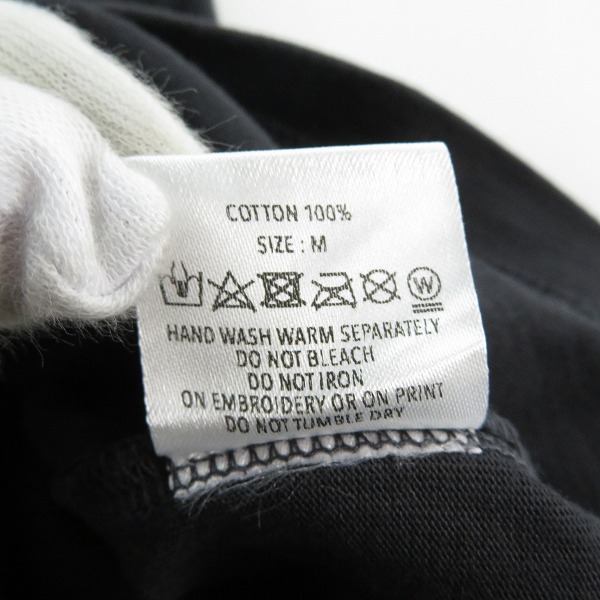 COTTON 100%
SIZE : M
W
HAND WASH WARM SEPARATELY
DO NOT BLEACH
DO NOT IRON
ON EMBROIDERY OR ON PRINT
DO NOT TUMBLE DRY